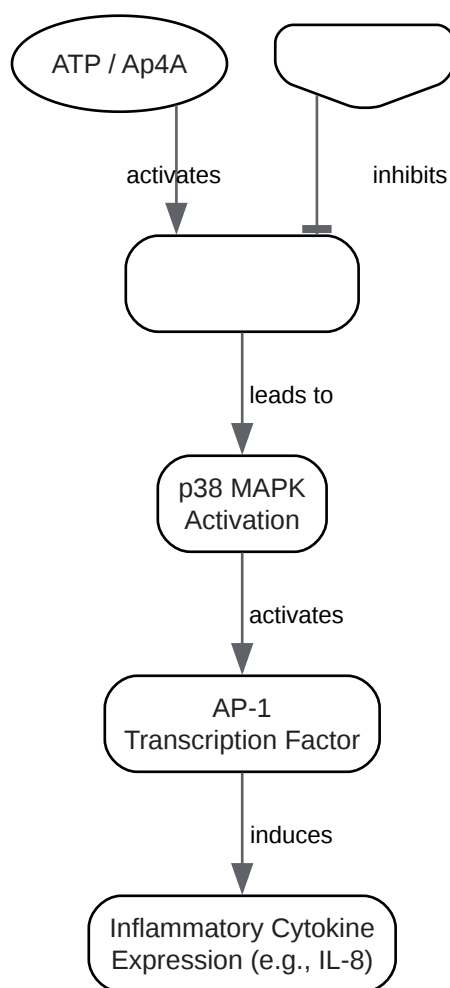 ATP / Ap4A
activates
inhibits
leads to
p38 MAPK
Activation
activates
AP-1
Transcription Factor
induces
Inflammatory Cytokine
Expression (e.g., IL-8)